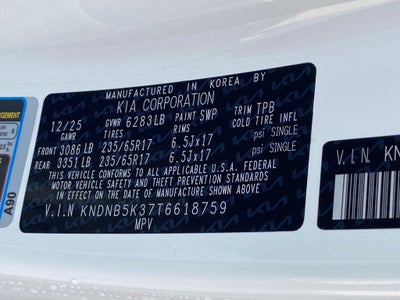 MANUFACTURED IN KOREA BY
KIA CORPORATION
12/25 GVWR 6283LB PAINT SWP TRIM TPB
GAWR TIRES RIMS COLD TIRE INFL
FRONT 3086 LB 235/65R17 6.5Jx17 psi SINGLE
REAR 3351 LB 235/65R17 6.5Jx17 psi SINGLE
THIS VEHICLE CONFORMS TO ALL APPLICABLE U.S.A. FEDERAL
MOTOR VEHICLE SAFETY AND THEFT PREVENTION STANDARDS
IN EFFECT ON THE DATE OF MANUFACTURE SHOWN ABOVE
V.I.N KNDNB5K37T6618759
MPV
A90
V.I.N. KN